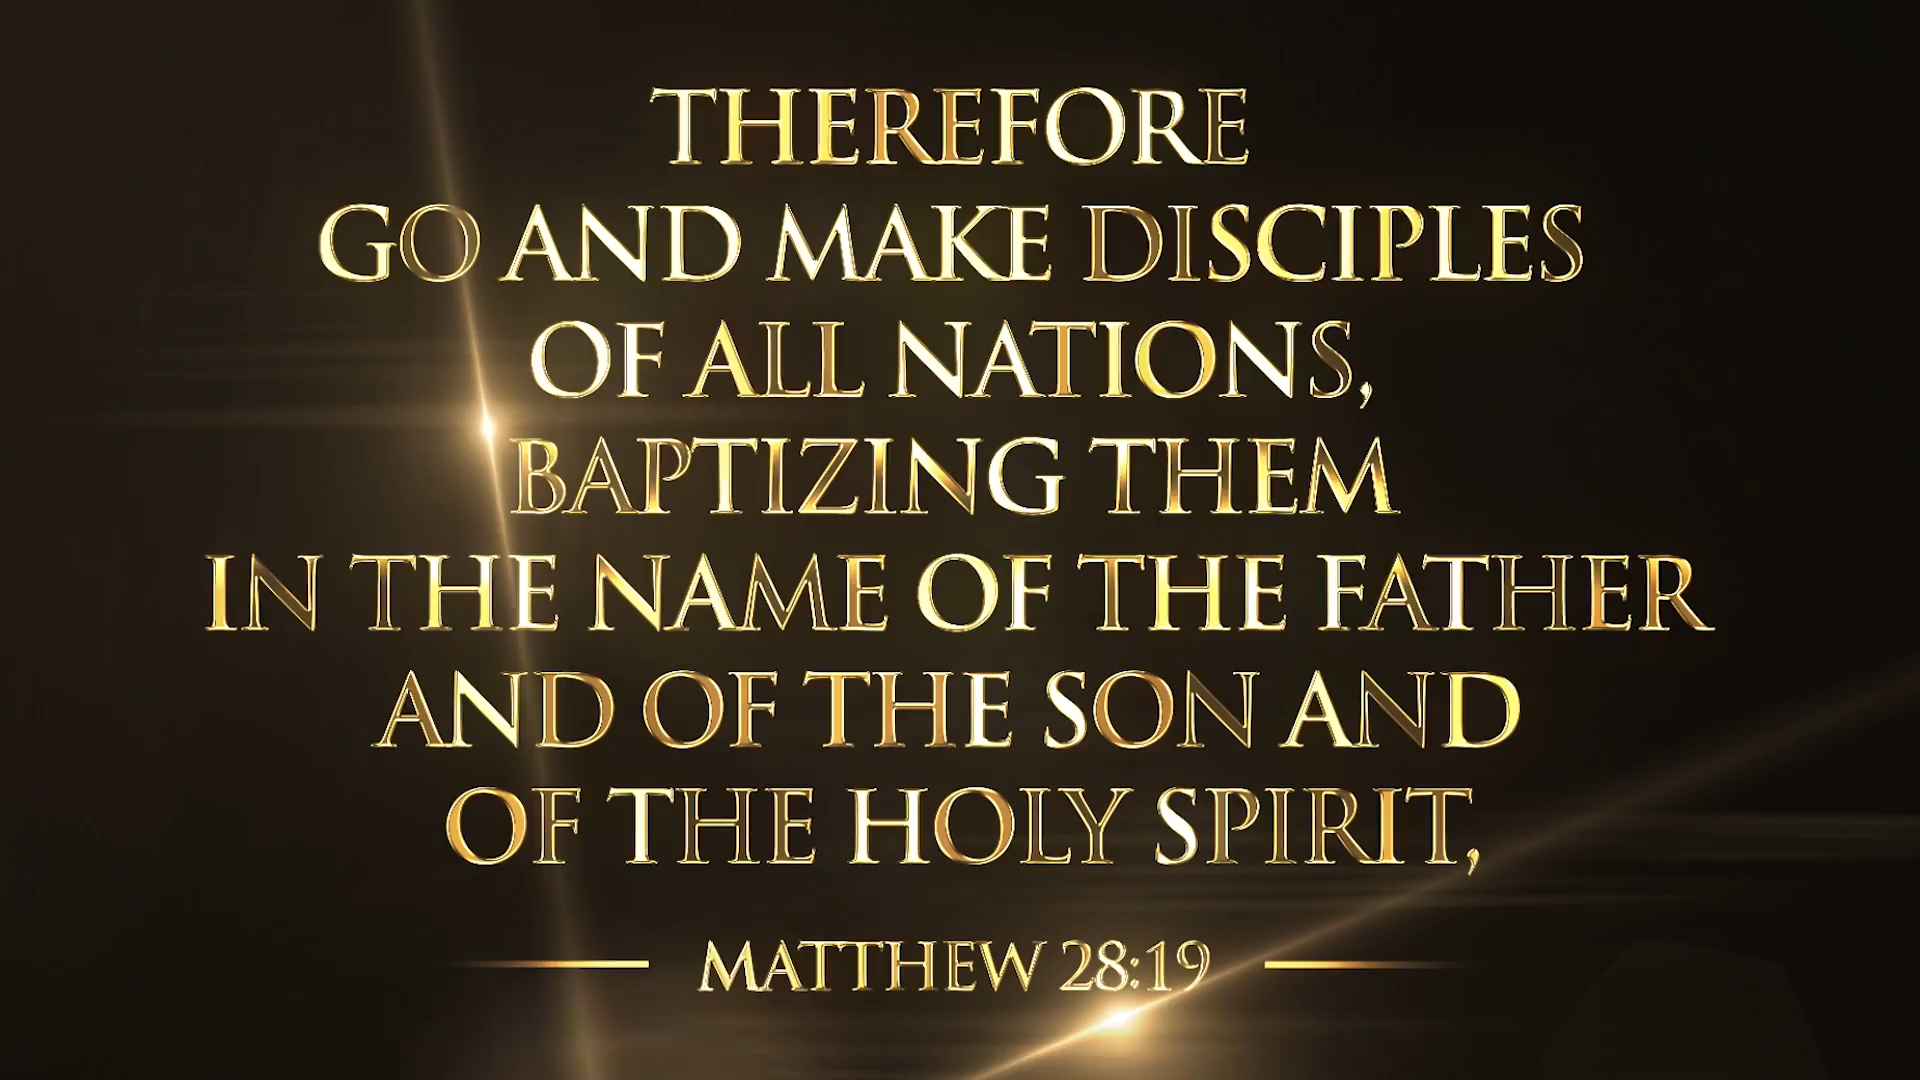 THEREFORE
GO AND MAKE DISCIPLES
OF ALL NATIONS,
BAPTIZING THEM
IN THE NAME OF THE FATHER
AND OF THE SON AND
OF THE HOLY SPIRIT,
MATTHEW 28:19